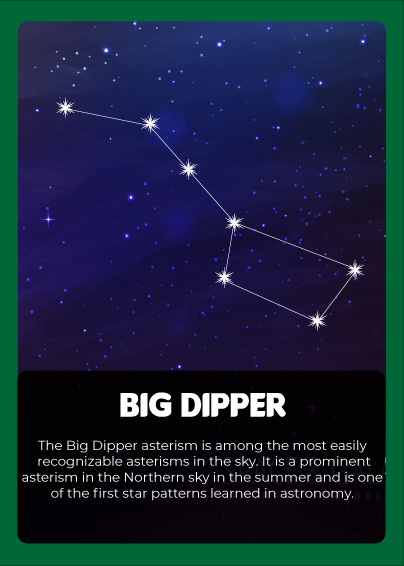 BIG DIPPER
The Big Dipper asterism is among the most easily
recognizable asterisms in the sky. It is a prominent
asterism in the Northern sky in the summer and is one
of the first star patterns learned in astronomy.